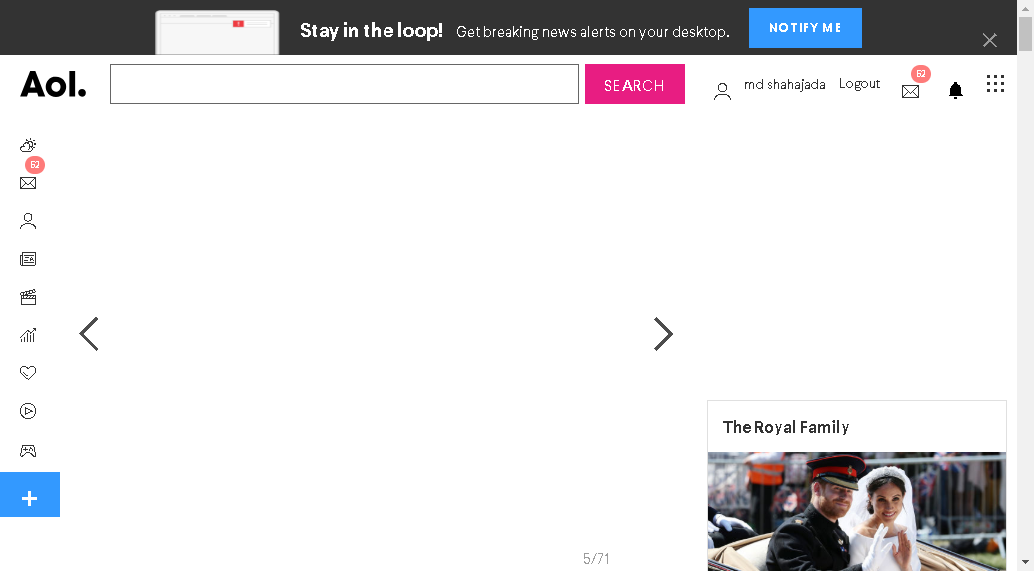 Stay in the loop! Get breaking news alerts on your desktop. NOTIFY ME
Aol. SEARCH md shahajada Logout 62
62
The Royal Family
5/71